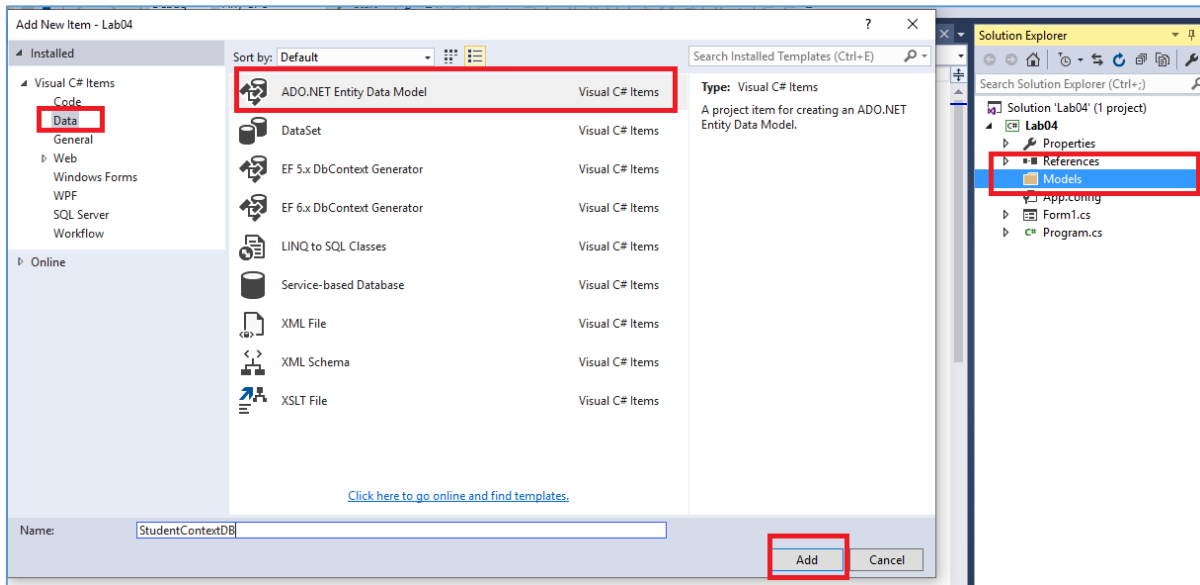 Add New Item - Lab04
?
Installed
Sort by: Default
Search Installed Templates (Ctrl+E)
Visual C# Items
Code
Data
General
Web
Windows Forms
WPF
SQL Server
Workflow
Online
ADO.NET Entity Data Model Visual C# Items
DataSet Visual C# Items
EF 5.x DbContext Generator Visual C# Items
EF 6.x DbContext Generator Visual C# Items
LINQ to SQL Classes Visual C# Items
Service-based Database Visual C# Items
XML File Visual C# Items
XML Schema Visual C# Items
XSLT File Visual C# Items
Click here to go online and find templates.
Type: Visual C# Items
A project item for creating an ADO.NET
Entity Data Model.
Name: StudentContextDB
Add Cancel
Solution Explorer
Search Solution Explorer (Ctrl+;)
Solution 'Lab04' (1 project)
C# Lab04
Properties
References
Models
App.config
Form1.cs
C# Program.cs